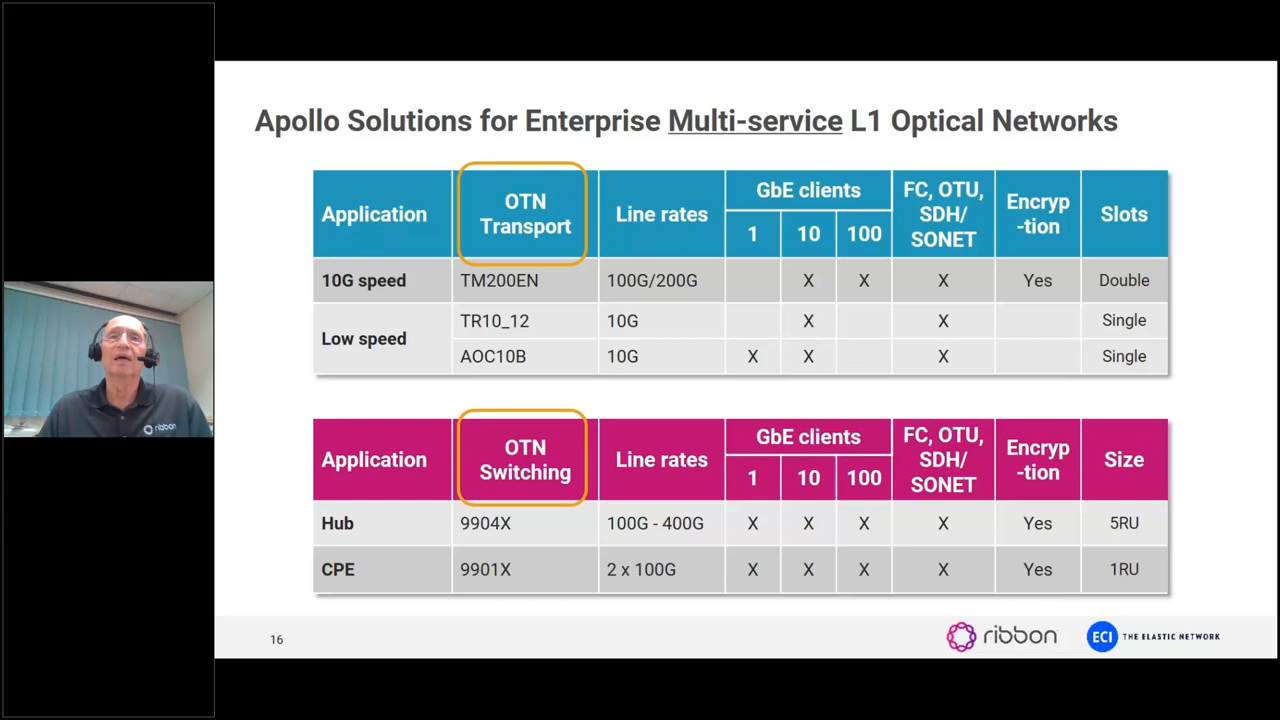 Apollo Solutions for Enterprise Multi-service L1 Optical Networks
Application
OTN
Transport
Line rates
GbE clients
1 10 100
FC, OTU,
SDH/
SONET
Encryp
-tion
Slots
10G speed TM200EN 100G/200G X X X Yes Double
Low speed
TR10_12 10G X X Single
AOC10B 10G X X X Single
Application
OTN
Switching
Line rates
GbE clients
1 10 100
FC, OTU,
SDH/
SONET
Encryp
-tion
Size
Hub 9904X 100G - 400G X X X X Yes 5RU
CPE 9901X 2 x 100G X X X X Yes 1RU
ribbon
16
ribbon
ECI THE ELASTIC NETWORK